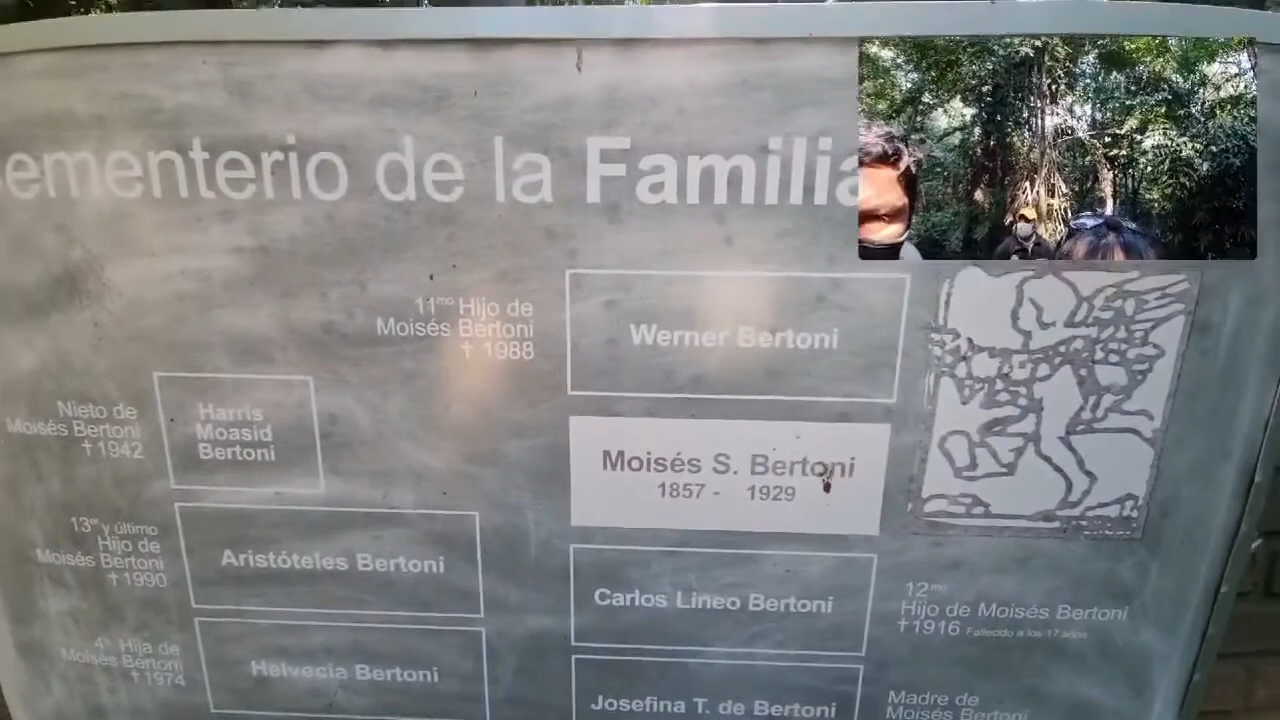 ementerio de la Familia
11mo Hijo de
Moisés Bertoni
† 1988
Werner Bertoni
Nieto de
Moisés Bertoni
†1942
Harris
Moasid
Bertoni
Moisés S. Bertoni
1857 - 1929
13er y último
Hijo de
Moisés Bertoni
†1990
Aristóteles Bertoni
Carlos Lineo Bertoni
12mo
Hijo de Moisés Bertoni
†1916 Fallecido a los 17 años
4ta Hija de
Moisés Bertoni
†1974
Helvecia Bertoni
Josefina T. de Bertoni
Madre de
Moisés Bertoni